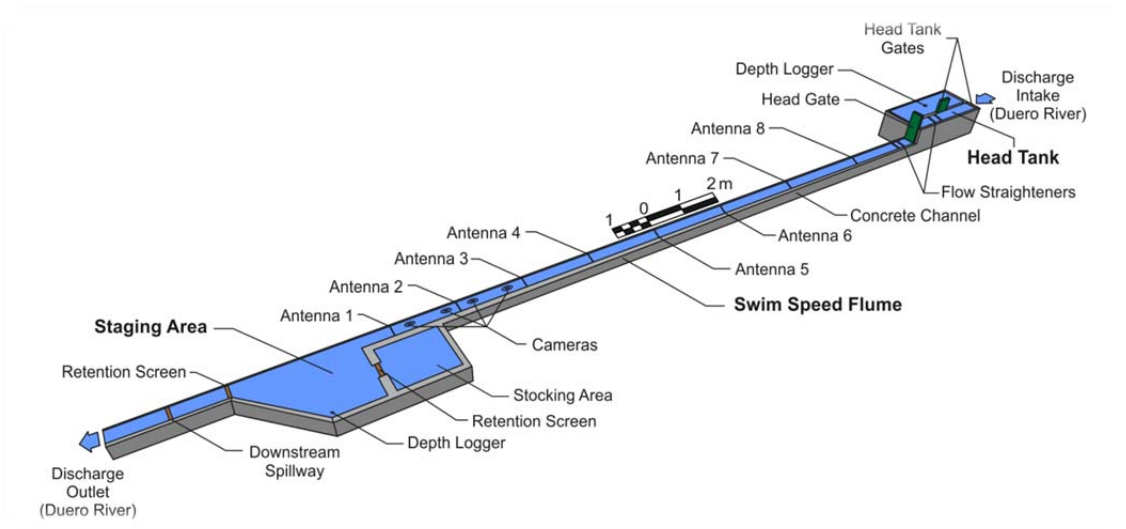 Head Tank
Gates
Depth Logger
Discharge
Intake
(Duero River)
Head Gate
Antenna 8
Head Tank
Antenna 7
Flow Straighteners
1 0 1 2 m
Concrete Channel
Antenna 6
Antenna 4
Antenna 3
Antenna 5
Antenna 2
Swim Speed Flume
Antenna 1
Staging Area
Cameras
Retention Screen
Stocking Area
Retention Screen
Depth Logger
Downstream
Spillway
Discharge
Outlet
(Duero River)